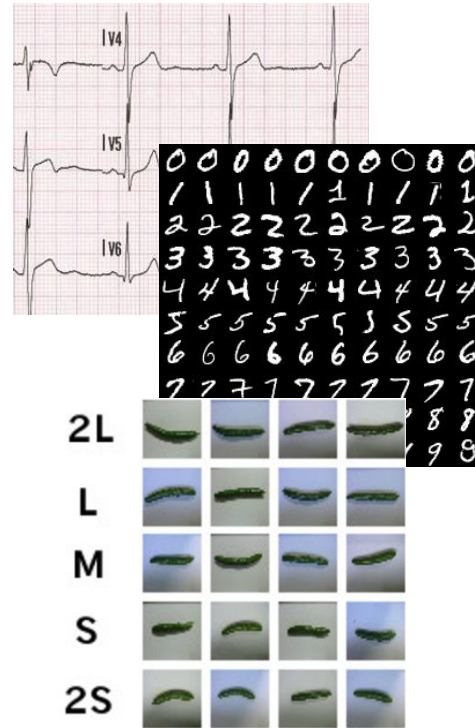 V4
V5
V6
0 0 0 0 0 0 0 0 0 0
1 1 1 1 1 1 1 1 1 1
2 2 2 2 2 2 2 2 2 2
3 3 3 3 3 3 3 3 3 3
4 4 4 4 4 4 4 4 4 4
5 5 5 5 5 5 5 5 5 5
6 6 6 6 6 6 6 6 6 6
7 7 7 7 7 7 7 7 7 7
8 8
9 9
2L
L
M
S
2S